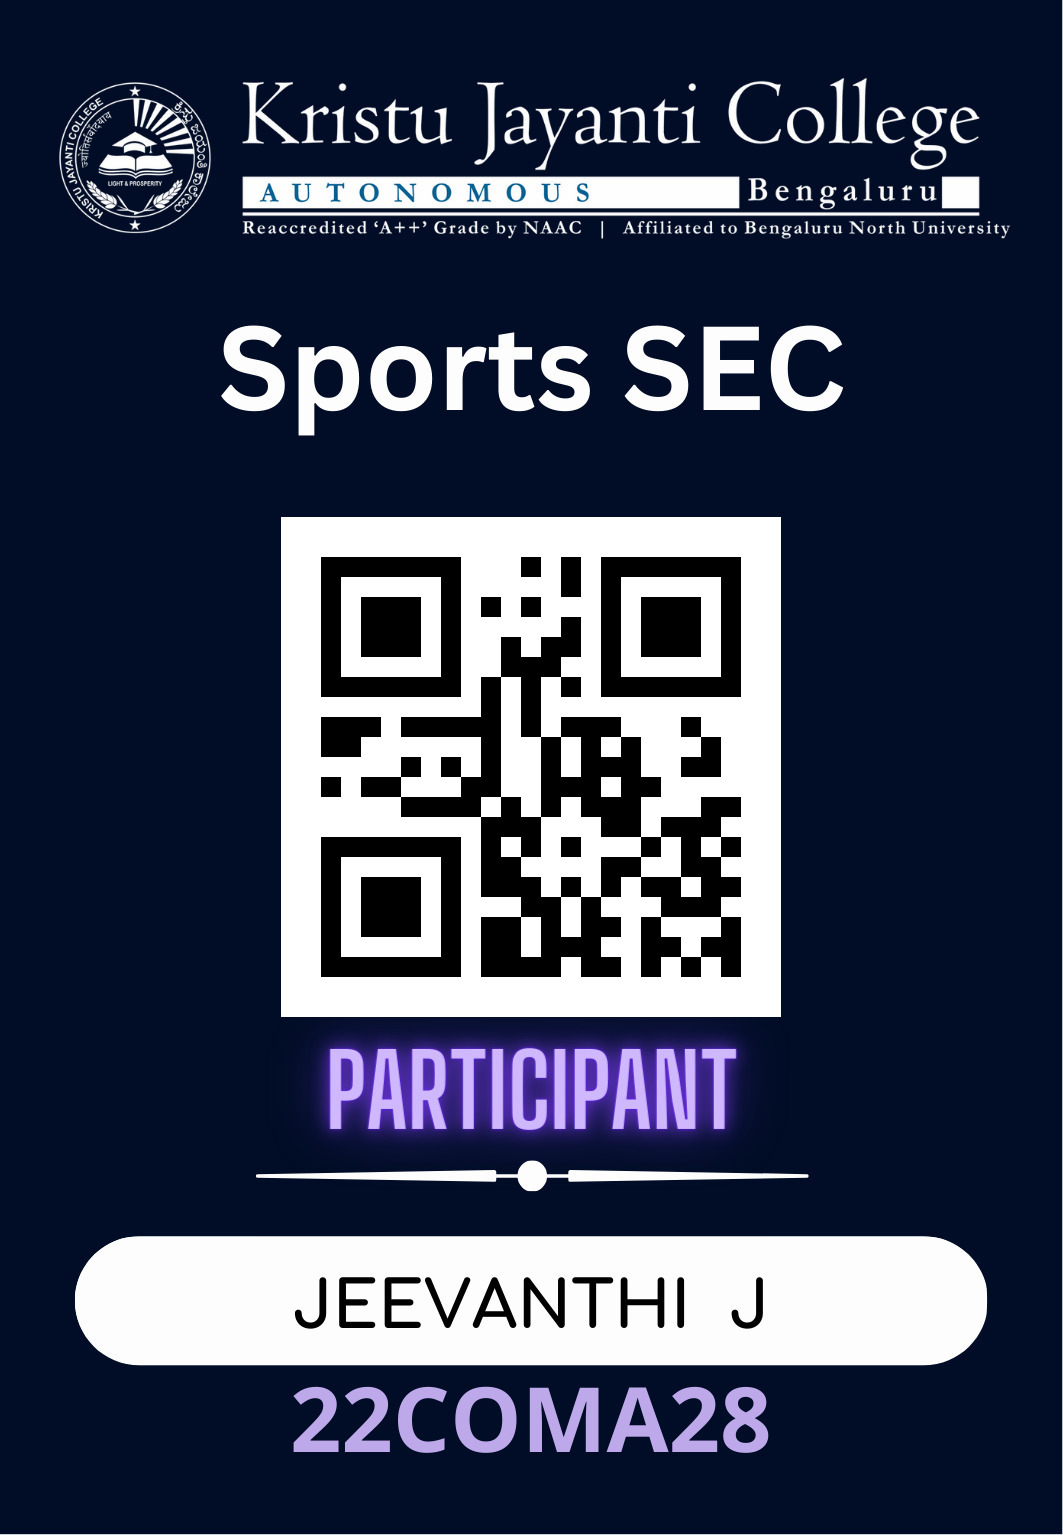 Kristu Jayanti College
AUTONOMOUS Bengaluru
Reaccredited ‘A++’ Grade by NAAC | Affiliated to Bengaluru North University
KRISTU JAYANTI COLLEGE
LIGHT & PROSPERITY
Sports SEC
PARTICIPANT
JEEVANTHI J
22COMA28